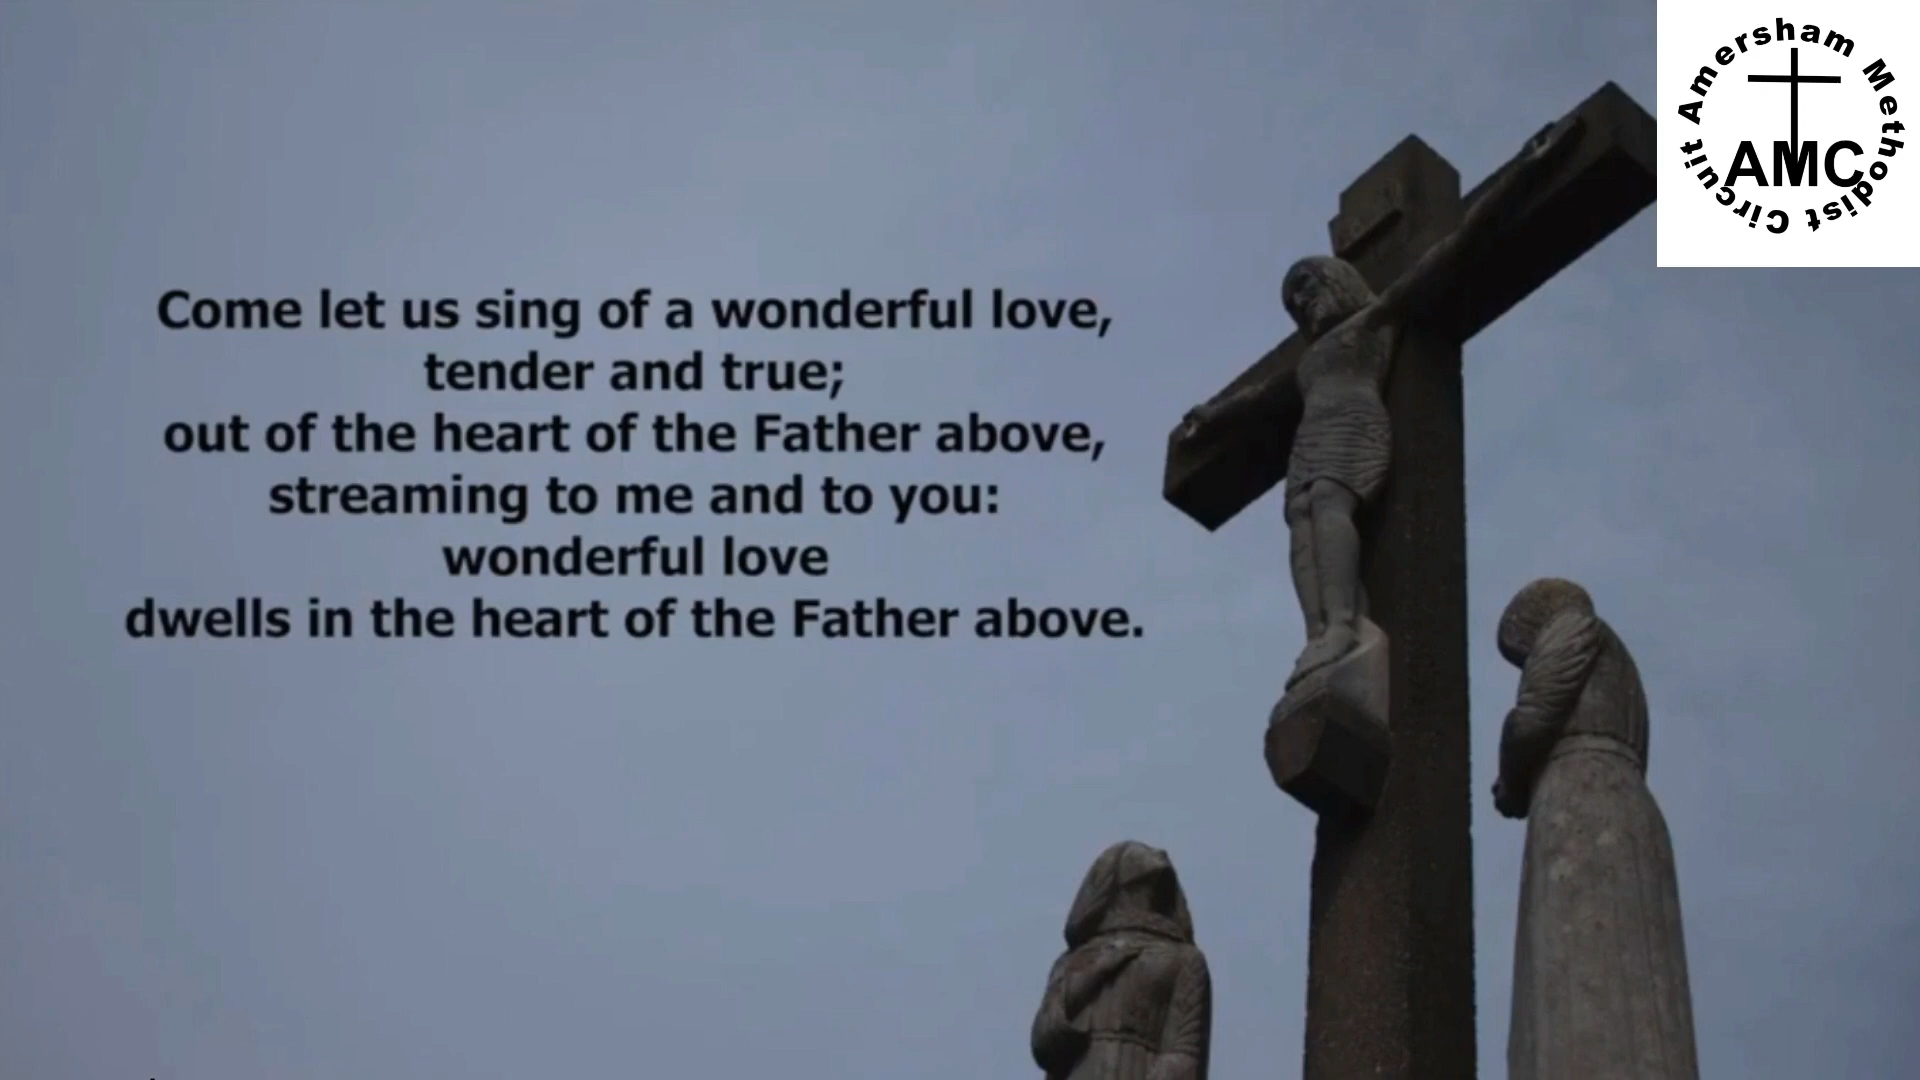 Come let us sing of a wonderful love,
tender and true;
out of the heart of the Father above,
streaming to me and to you:
wonderful love
dwells in the heart of the Father above.
Amersham Methodist Circuit
AMC